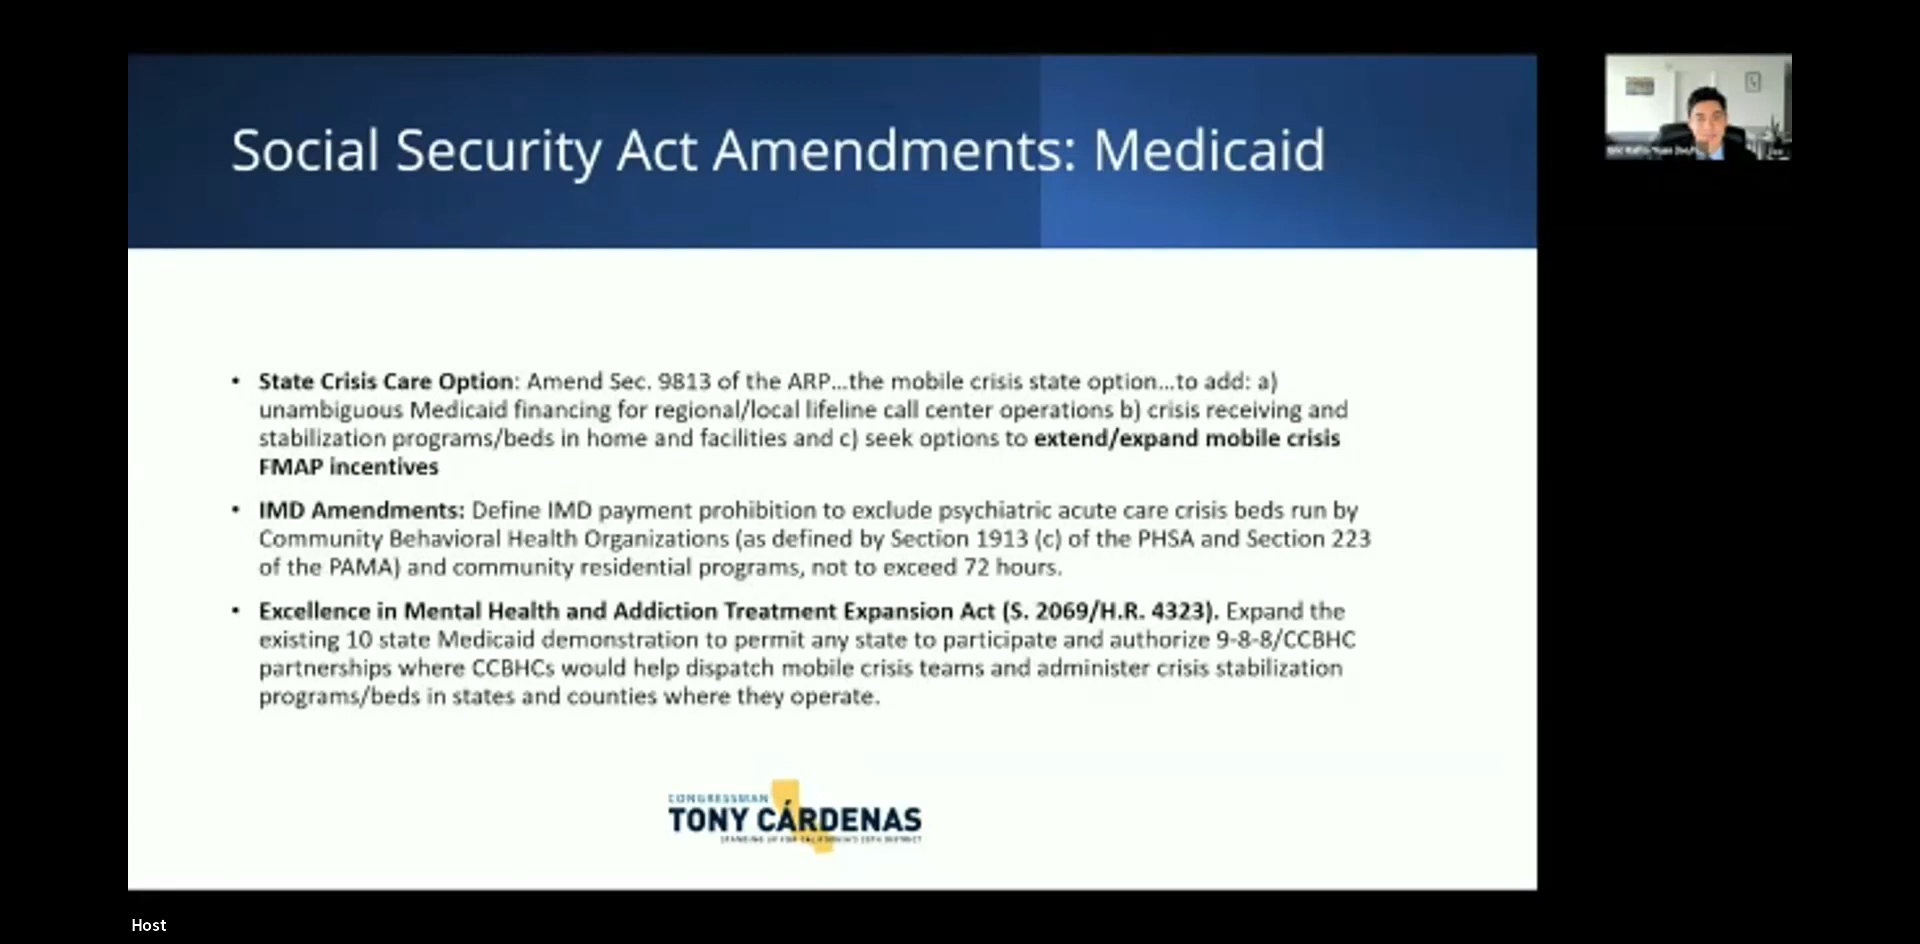 Social Security Act Amendments: Medicaid
• State Crisis Care Option: Amend Sec. 9813 of the ARP...the mobile crisis state option...to add: a)
unambiguous Medicaid financing for regional/local lifeline call center operations b) crisis receiving and
stabilization programs/beds in home and facilities and c) seek options to extend/expand mobile crisis
FMAP incentives
• IMD Amendments: Define IMD payment prohibition to exclude psychiatric acute care crisis beds run by
Community Behavioral Health Organizations (as defined by Section 1913 (c) of the PHSA and Section 223
of the PAMA) and community residential programs, not to exceed 72 hours.
• Excellence in Mental Health and Addiction Treatment Expansion Act (S. 2069/H.R. 4323). Expand the
existing 10 state Medicaid demonstration to permit any state to participate and authorize 9-8-8/CCBHC
partnerships where CCBHCs would help dispatch mobile crisis teams and administer crisis stabilization
programs/beds in states and counties where they operate.
CONGRESSMAN
TONY CÁRDENAS
STANDING UP FOR CALIFORNIA'S 29TH DISTRICT
Host